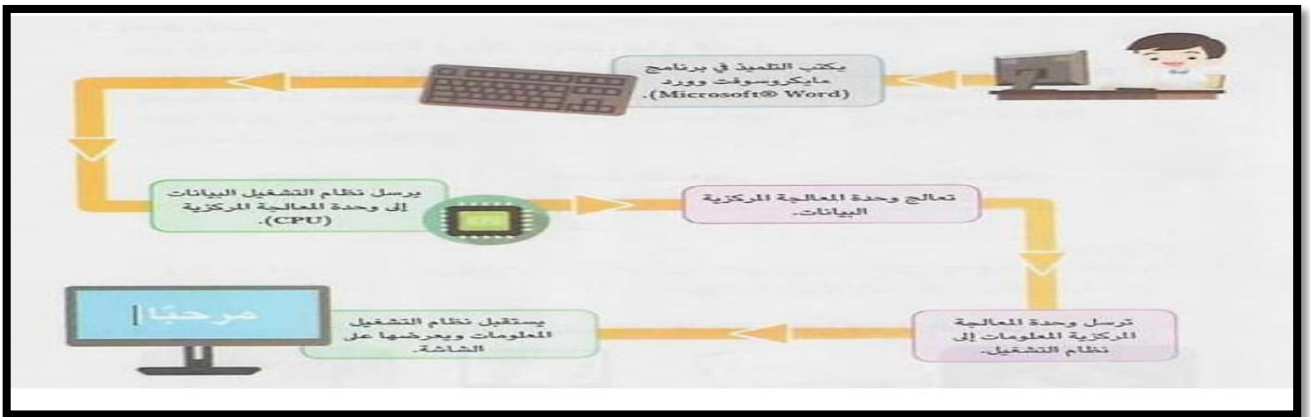 يكتب التلميذ في برنامج
مايكروسوفت وورد
(Microsoft® Word).
يرسل نظام التشغيل البيانات
إلى وحدة المعالجة المركزية
(CPU).
تعالج وحدة المعالجة المركزية
البيانات.
ترسل وحدة المعالجة
المركزية المعلومات إلى
نظام التشغيل.
يستقبل نظام التشغيل
المعلومات ويعرضها على
الشاشة.
مرحبًا